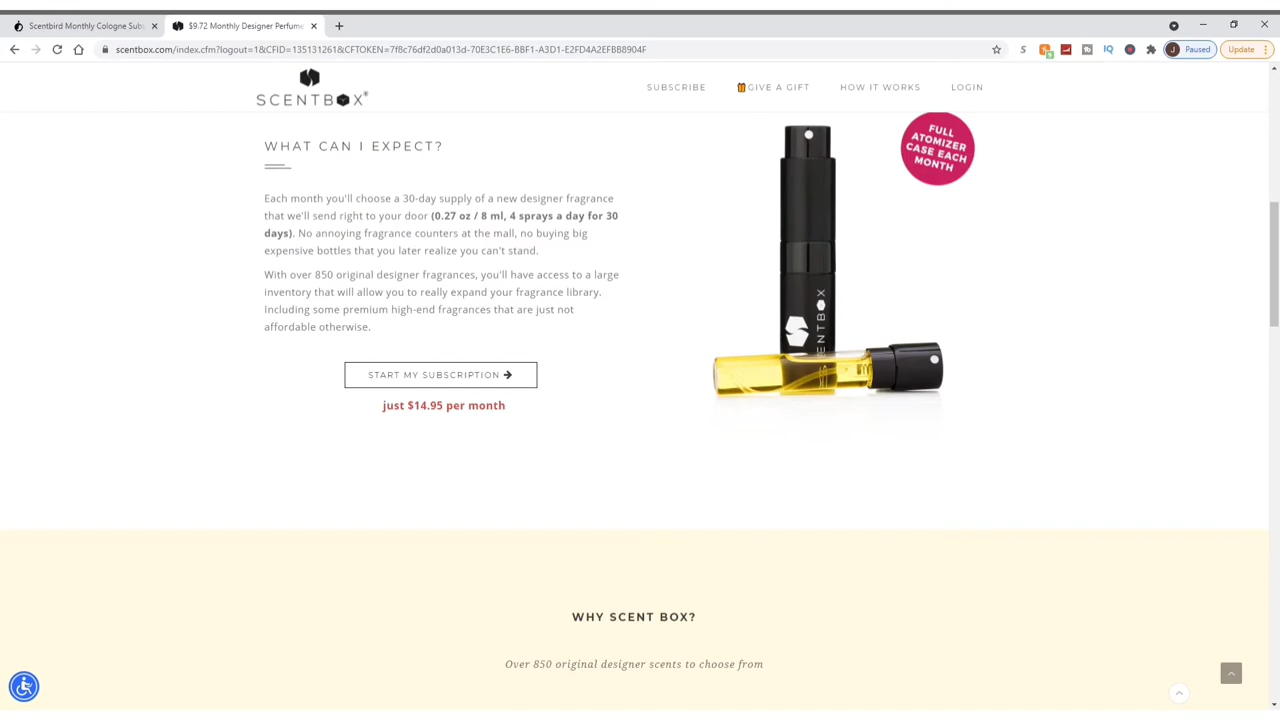 Scentbird Monthly Cologne Sub
$9.72 Monthly Designer Perfume
scentbox.com/index.cfm?logout=1&CFID=135131261&CFTOKEN=7f8c76df2d0a013d-70E3C1E6-BBF1-A3D1-E2FD4A2EFBB8904F
S
IQ
J
Paused
Update
SCENTBOX®
SUBSCRIBE
GIVE A GIFT
HOW IT WORKS
LOGIN
WHAT CAN I EXPECT?
Each month you'll choose a 30-day supply of a new designer fragrance
that we'll send right to your door (0.27 oz / 8 ml, 4 sprays a day for 30
days). No annoying fragrance counters at the mall, no buying big
expensive bottles that you later realize you can't stand.
With over 850 original designer fragrances, you'll have access to a large
inventory that will allow you to really expand your fragrance library.
Including some premium high-end fragrances that are just not
affordable otherwise.
START MY SUBSCRIPTION
just $14.95 per month
FULL
ATOMIZER
CASE EACH
MONTH
SCENTBOX
WHY SCENT BOX?
Over 850 original designer scents to choose from